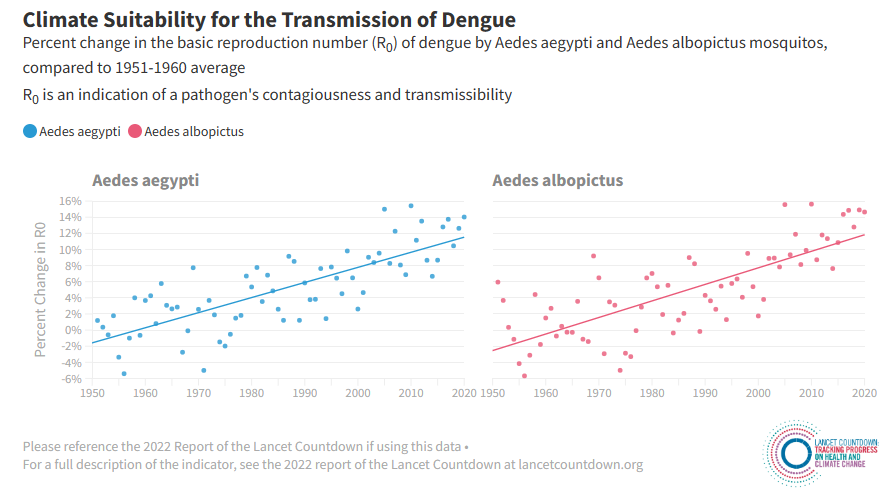 Climate Suitability for the Transmission of Dengue
Percent change in the basic reproduction number (R0) of dengue by Aedes aegypti and Aedes albopictus mosquitos,
compared to 1951-1960 average
R0 is an indication of a pathogen's contagiousness and transmissibility
Aedes aegypti Aedes albopictus
Aedes aegypti
Percent Change in R0
16%
14%
12%
10%
8%
6%
4%
2%
0%
-2%
-4%
-6%
1950 1960 1970 1980 1990 2000 2010 2020
Aedes albopictus
1950 1960 1970 1980 1990 2000 2010 2020
Please reference the 2022 Report of the Lancet Countdown if using this data •
For a full description of the indicator, see the 2022 report of the Lancet Countdown at lancetcountdown.org
LANCET COUNTDOWN:
TRACKING PROGRESS
ON HEALTH AND
CLIMATE CHANGE